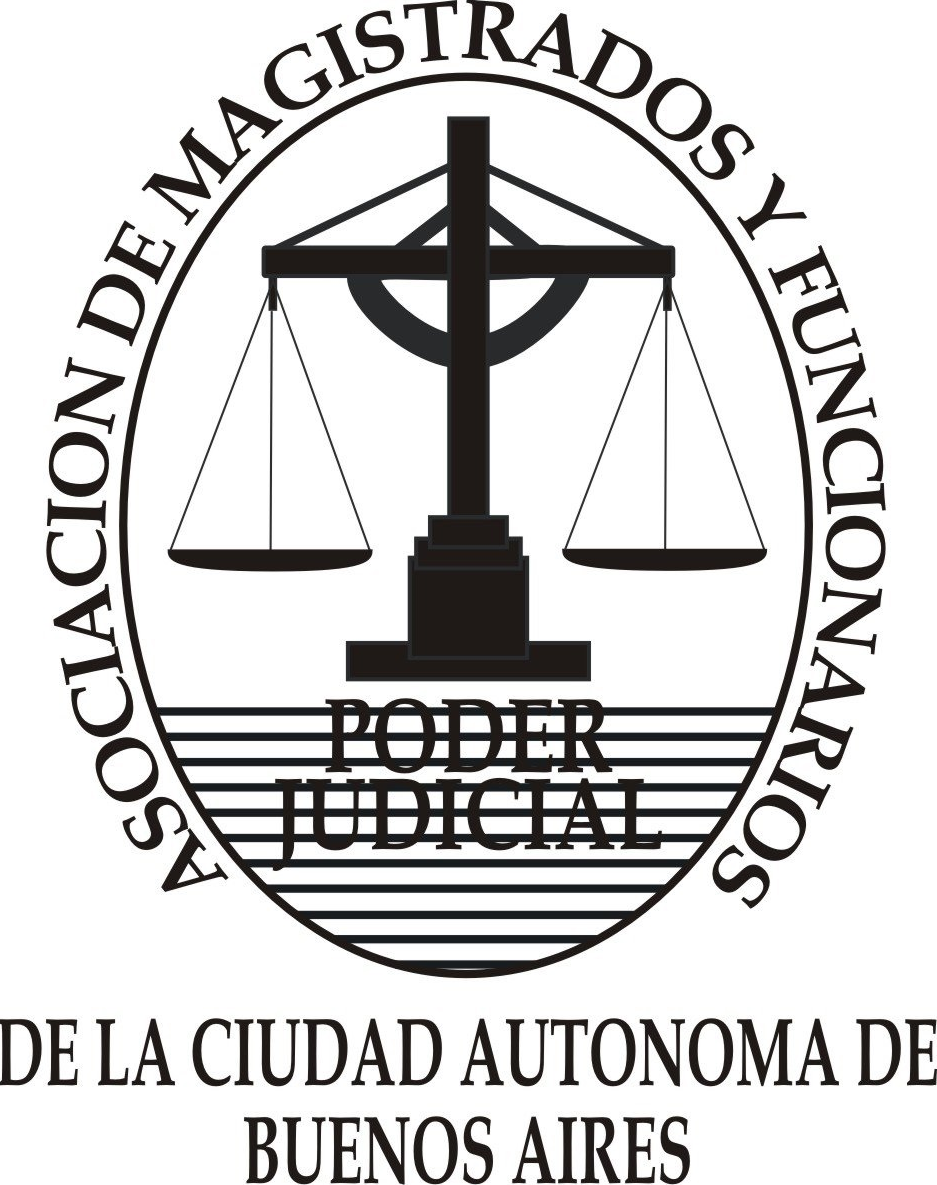 ASOCIACION DE MAGISTRADOS Y FUNCIONARIOS
PODER
JUDICIAL
DE LA CIUDAD AUTONOMA DE
BUENOS AIRES